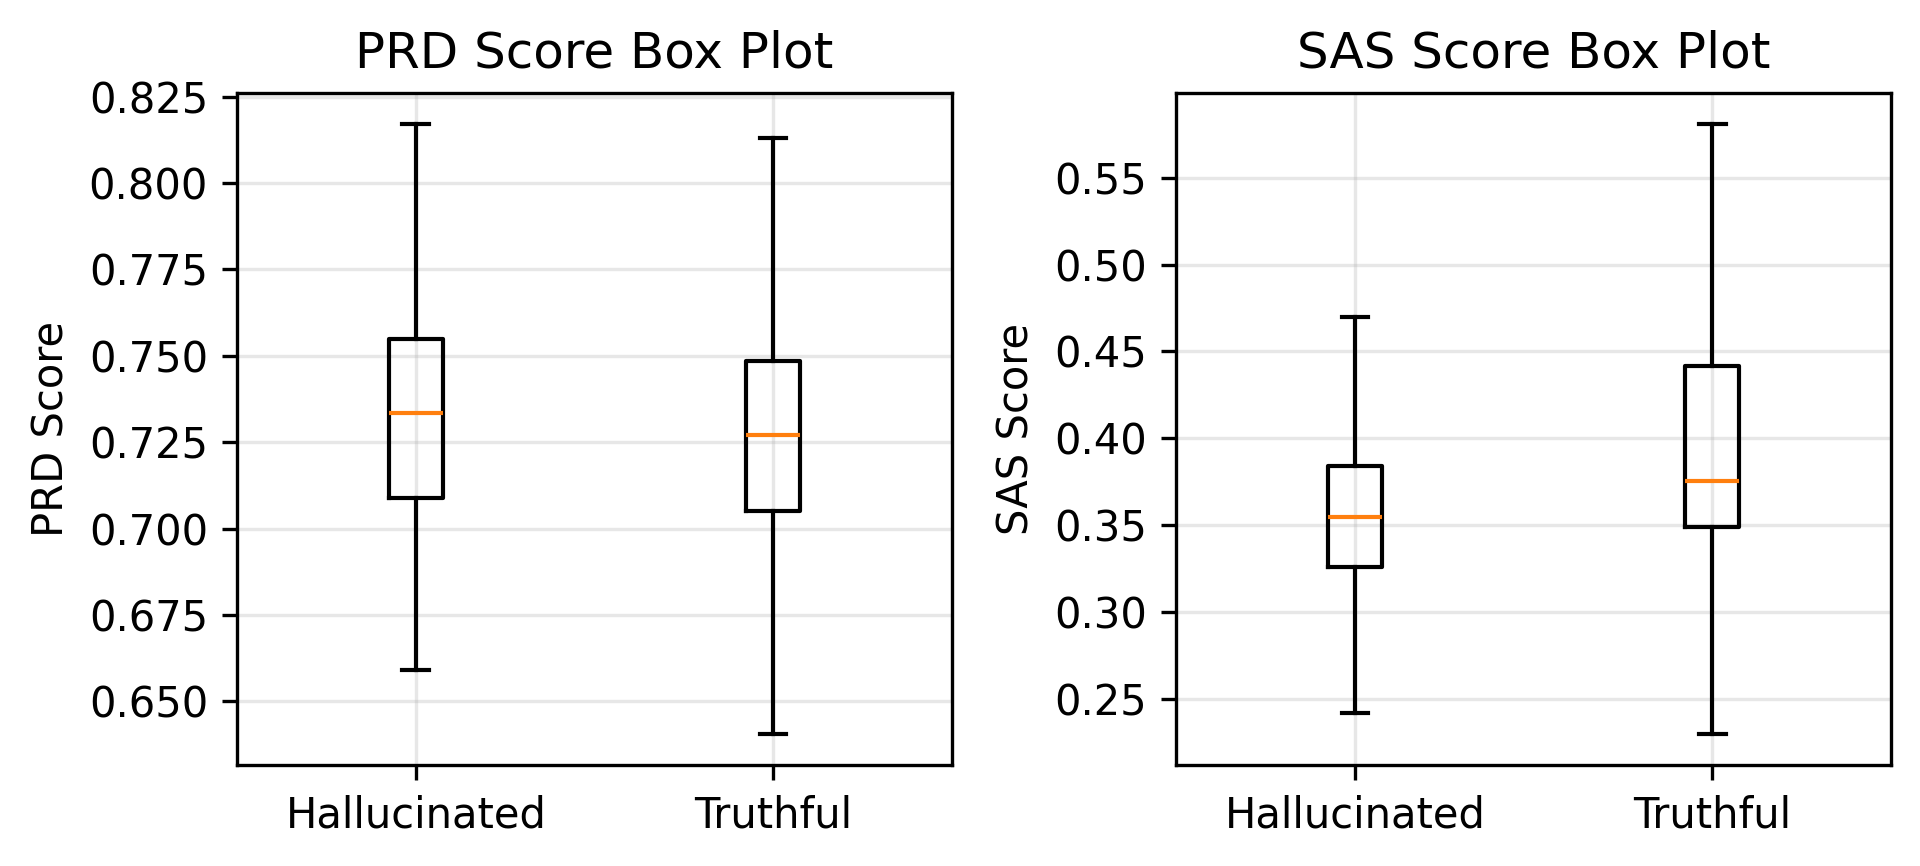 PRD Score Box Plot
0.825
0.800
0.775
0.750
0.725
0.700
0.675
0.650
PRD Score
Hallucinated
Truthful
SAS Score Box Plot
0.55
0.50
0.45
0.40
0.35
0.30
0.25
SAS Score
Hallucinated
Truthful